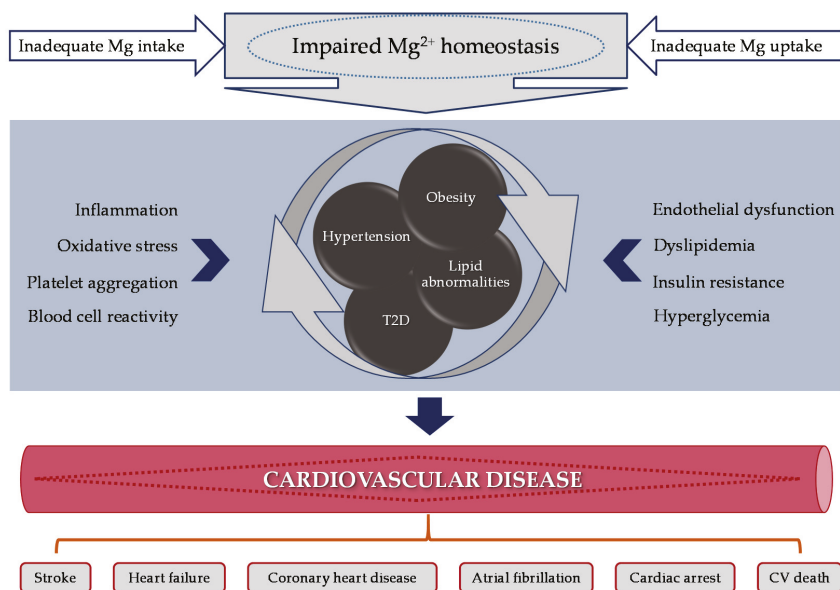 Inadequate Mg intake
Impaired Mg²⁺ homeostasis
Inadequate Mg uptake
Inflammation
Oxidative stress
Platelet aggregation
Blood cell reactivity
Obesity
Hypertension
Lipid
abnormalities
T2D
Endothelial dysfunction
Dyslipidemia
Insulin resistance
Hyperglycemia
CARDIOVASCULAR DISEASE
Stroke
Heart failure
Coronary heart disease
Atrial fibrillation
Cardiac arrest
CV death